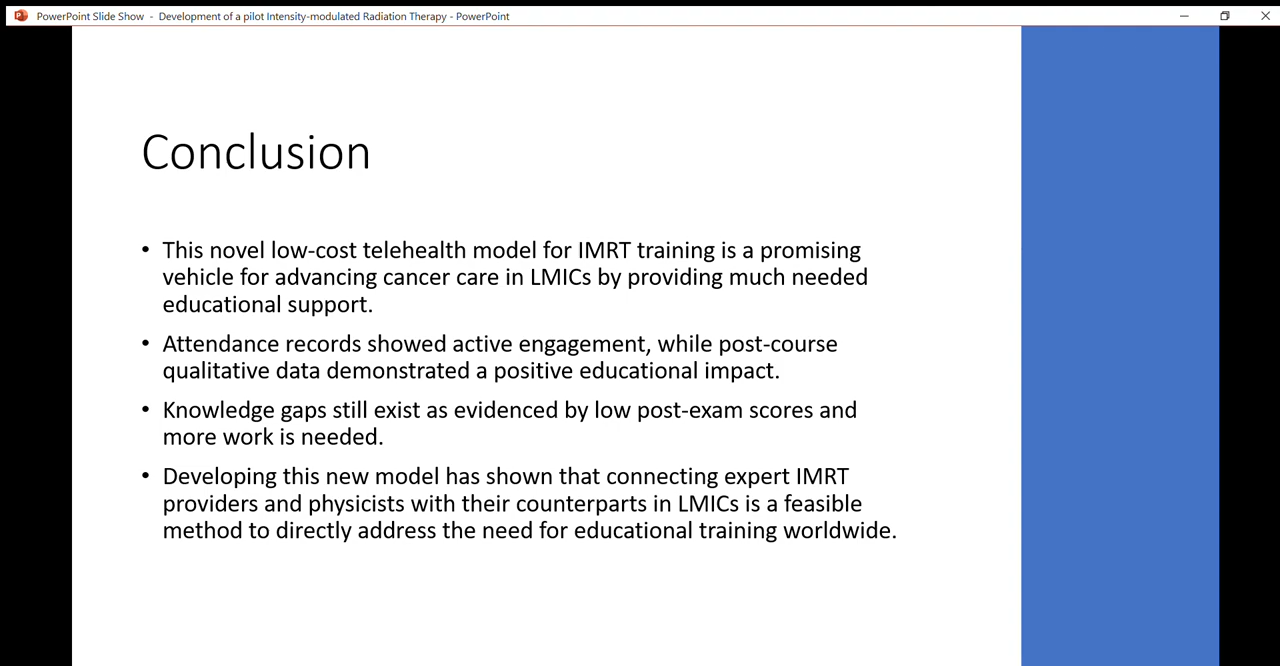 PowerPoint Slide Show - Development of a pilot Intensity-modulated Radiation Therapy - PowerPoint
Conclusion
• This novel low-cost telehealth model for IMRT training is a promising
vehicle for advancing cancer care in LMICs by providing much needed
educational support.
• Attendance records showed active engagement, while post-course
qualitative data demonstrated a positive educational impact.
• Knowledge gaps still exist as evidenced by low post-exam scores and
more work is needed.
• Developing this new model has shown that connecting expert IMRT
providers and physicists with their counterparts in LMICs is a feasible
method to directly address the need for educational training worldwide.